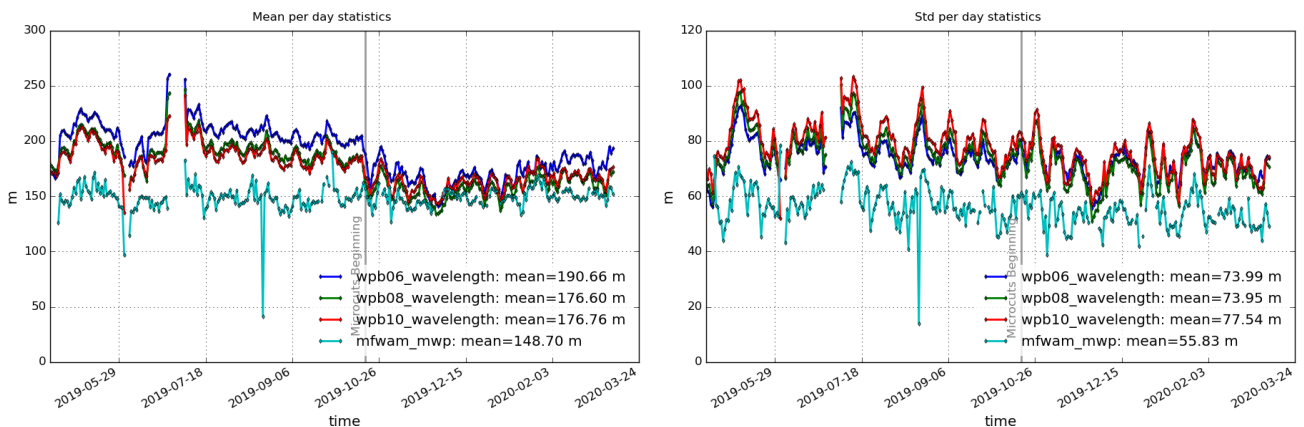 Mean per day statistics
300
250
200
150
100
50
0
m
Microcuts Beginning
wpb06_wavelength: mean=190.66 m
wpb08_wavelength: mean=176.60 m
wpb10_wavelength: mean=176.76 m
mfwam_mwp: mean=148.70 m
2019-05-29
2019-07-18
2019-09-06
2019-10-26
2019-12-15
2020-02-03
2020-03-24
time
Std per day statistics
120
100
80
60
40
20
0
m
Microcuts Beginning
wpb06_wavelength: mean=73.99 m
wpb08_wavelength: mean=73.95 m
wpb10_wavelength: mean=77.54 m
mfwam_mwp: mean=55.83 m
2019-05-29
2019-07-18
2019-09-06
2019-10-26
2019-12-15
2020-02-03
2020-03-24
time